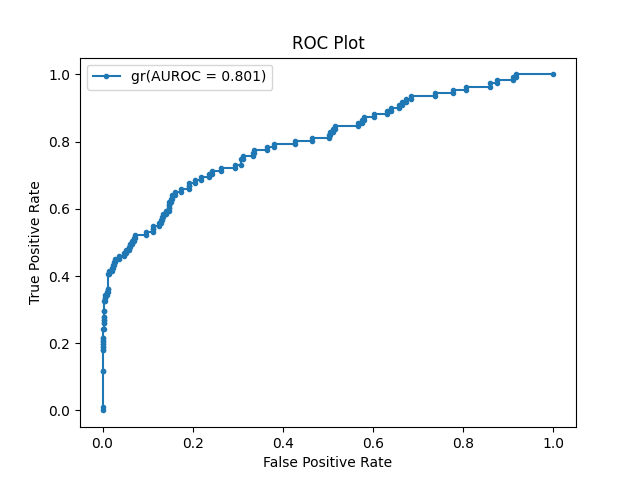 ROC Plot
gr(AUROC = 0.801)
True Positive Rate
1.0
0.8
0.6
0.4
0.2
0.0
0.0 0.2 0.4 0.6 0.8 1.0
False Positive Rate